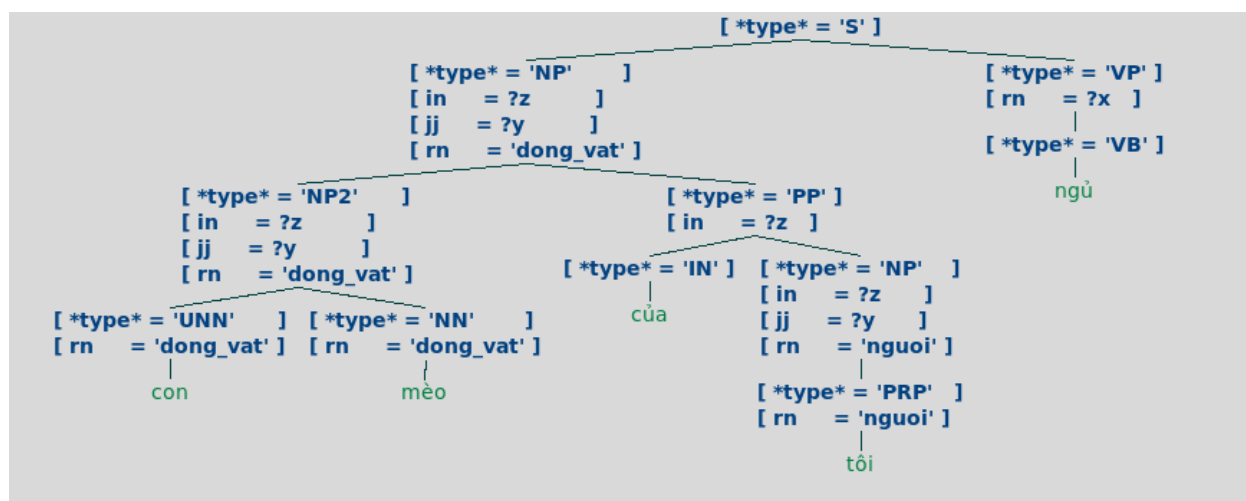 [ *type* = 'S' ]
[ *type* = 'NP' ]
[ in = ?z ]
[ jj = ?y ]
[ rn = 'dong_vat' ]
[ *type* = 'VP' ]
[ rn = ?x ]
[ *type* = 'VB' ]
ngủ
[ *type* = 'NP2' ]
[ in = ?z ]
[ jj = ?y ]
[ rn = 'dong_vat' ]
[ *type* = 'PP' ]
[ in = ?z ]
[ *type* = 'UNN' ]
[ rn = 'dong_vat' ]
con
[ *type* = 'NN' ]
[ rn = 'dong_vat' ]
mèo
[ *type* = 'IN' ]
của
[ *type* = 'NP' ]
[ in = ?z ]
[ jj = ?y ]
[ rn = 'nguoi' ]
[ *type* = 'PRP' ]
[ rn = 'nguoi' ]
tôi